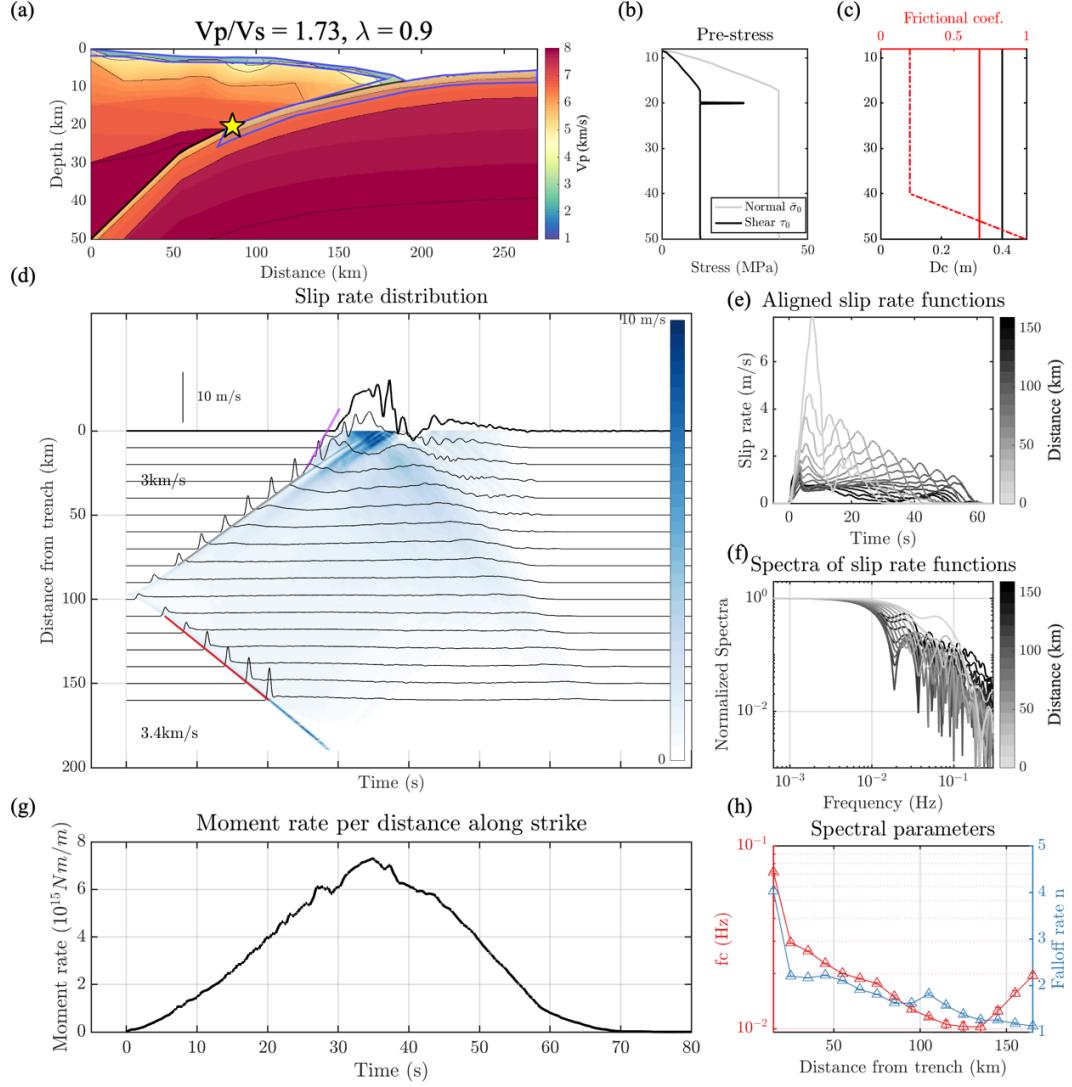 (a)
Vp/Vs = 1.73, λ = 0.9
0
10
20
30
40
50
Depth (km)
0
50
100
150
200
250
Distance (km)
8
7
6
5
4
3
2
1
Vp (km/s)
(b)
Pre-stress
10
20
30
40
50
0
50
Stress (MPa)
Normal σ̄₀
Shear τ₀
(c)
Frictional coef.
0
0.5
1
10
20
30
40
50
0
0.2
0.4
Dc (m)
(d)
Slip rate distribution
10 m/s
10 m/s
0
50
100
150
200
Distance from trench (km)
3km/s
3.4km/s
0
Time (s)
(e)
Aligned slip rate functions
6
4
2
0
Slip rate (m/s)
0
20
40
60
Time (s)
150
100
50
0
Distance (km)
(f)
Spectra of slip rate functions
10⁰
10⁻¹
10⁻²
Normalized Spectra
10⁻³
10⁻²
10⁻¹
Frequency (Hz)
150
100
50
0
Distance (km)
(g)
Moment rate per distance along strike
8
6
4
2
0
Moment rate (10¹⁵Nm/m)
0
10
20
30
40
50
60
70
80
Time (s)
(h)
Spectral parameters
10⁻¹
10⁻²
fc (Hz)
5
4
3
2
1
Falloff rate n
50
100
150
Distance from trench (km)